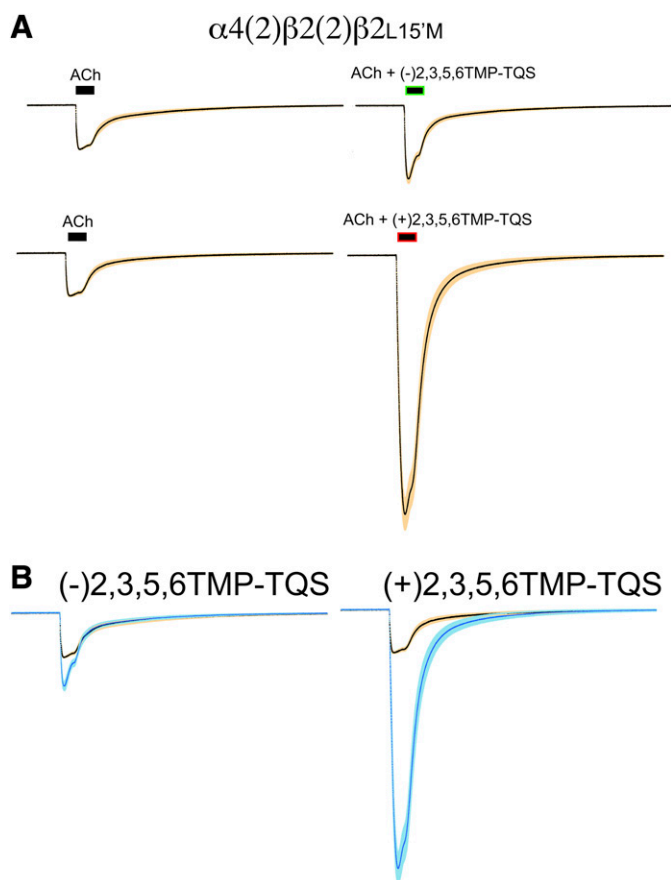 A
α4(2)β2(2)β2L15'M
ACh
ACh + (-)2,3,5,6TMP-TQS
ACh
ACh + (+)2,3,5,6TMP-TQS
B
(-)2,3,5,6TMP-TQS
(+)2,3,5,6TMP-TQS